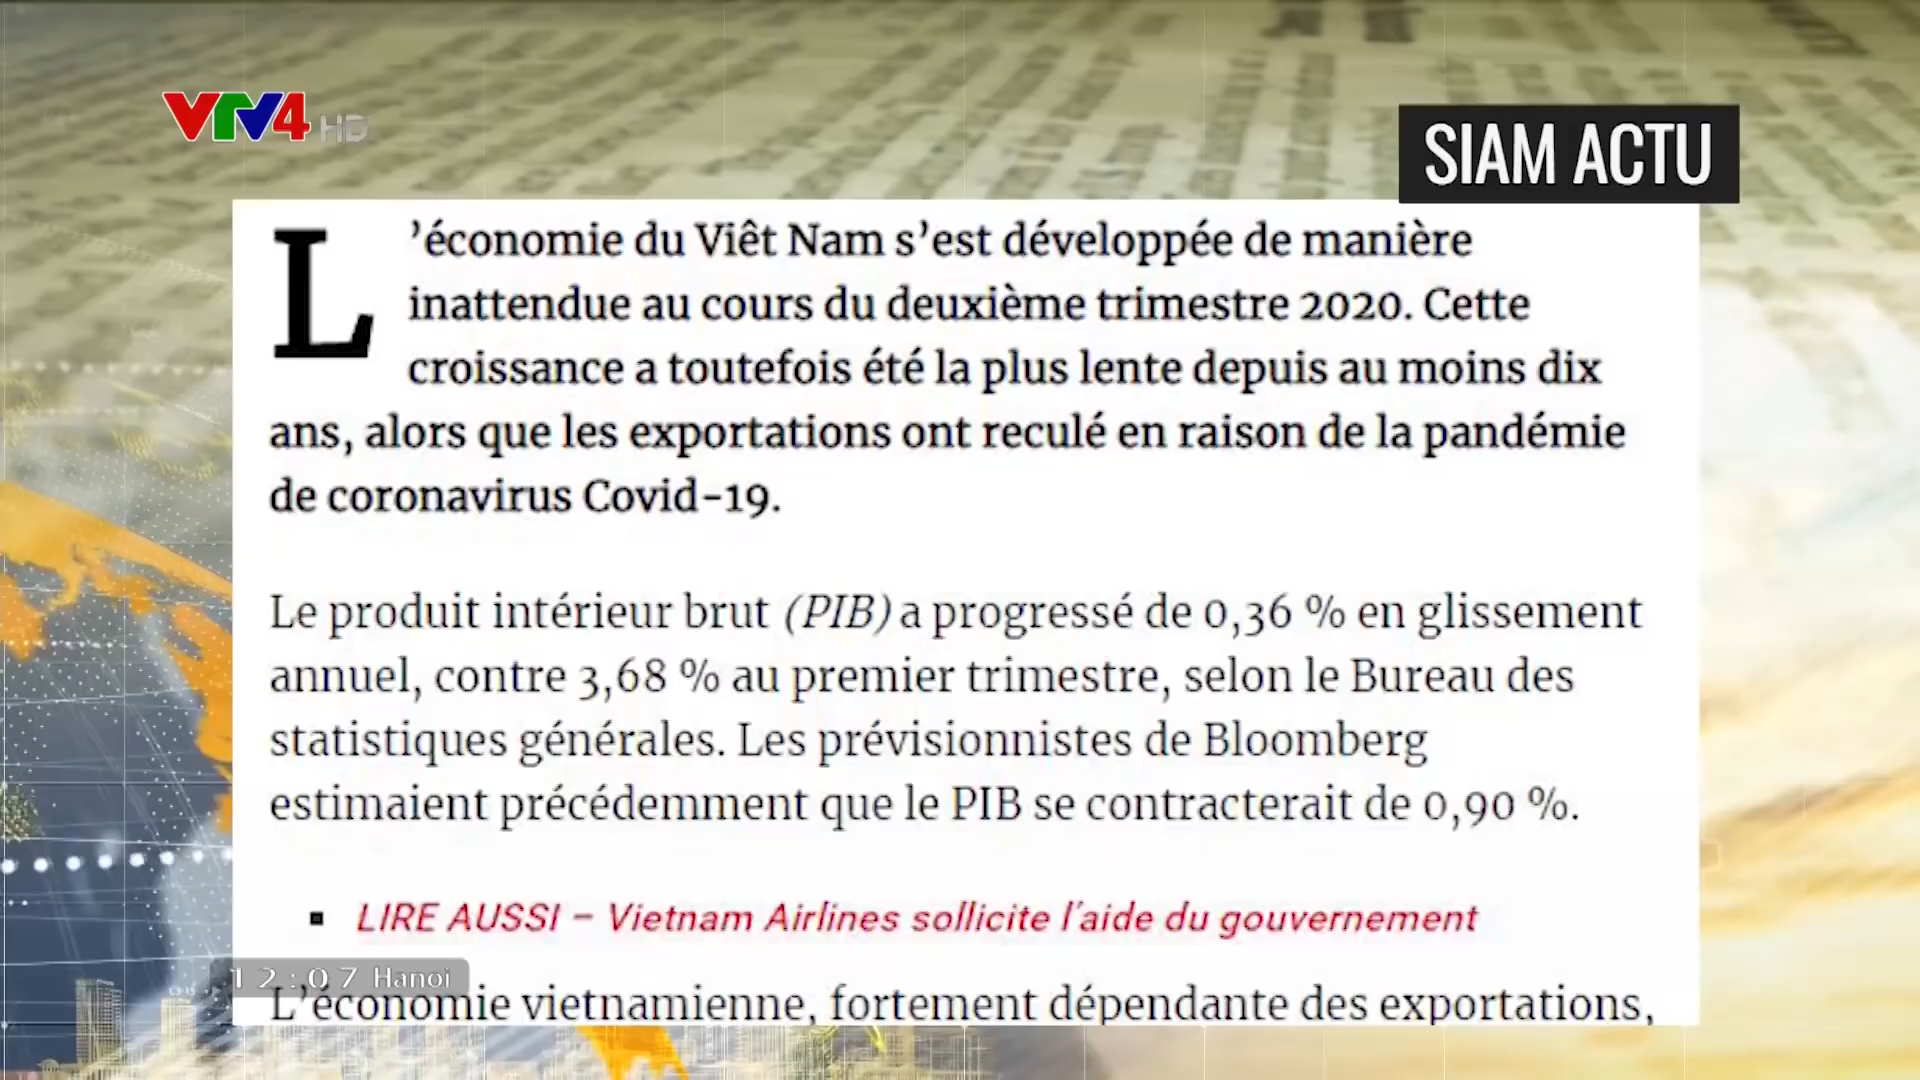 VTV4 HD
SIAM ACTU
L’économie du Viêt Nam s’est développée de manière
inattendue au cours du deuxième trimestre 2020. Cette
croissance a toutefois été la plus lente depuis au moins dix
ans, alors que les exportations ont reculé en raison de la pandémie
de coronavirus Covid-19.
Le produit intérieur brut (PIB) a progressé de 0,36 % en glissement
annuel, contre 3,68 % au premier trimestre, selon le Bureau des
statistiques générales. Les prévisionnistes de Bloomberg
estimaient précédemment que le PIB se contracterait de 0,90 %.
▪ LIRE AUSSI – Vietnam Airlines sollicite l’aide du gouvernement
12:07 Hanoi
L’économie vietnamienne, fortement dépendante des exportations,